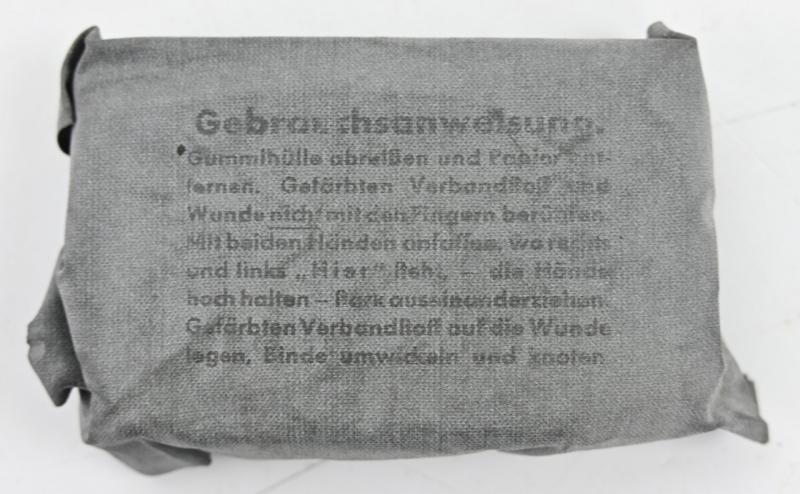 Gebrauchsanweisung.
Gummihülle abreißen und Papier ent-
fernen. Gefärbten Verbandstoff und
Wunde nicht mit den Fingern berühren.
Mit beiden Händen anfassen, wo rechts
und links „Hier" steht, — die Hände
hoch halten — stark auseinanderziehen.
Gefärbten Verbandstoff auf die Wunde
legen, Binde umwickeln und knoten